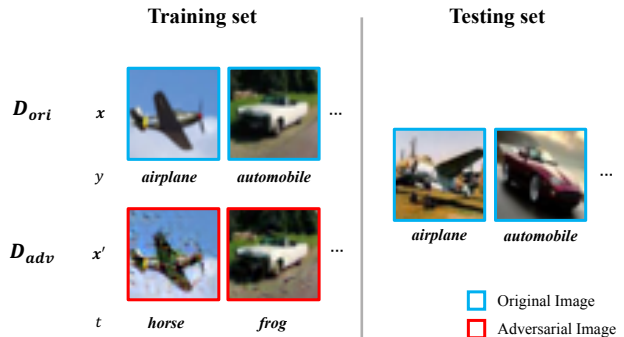 Training set
Testing set
D_ori
x
...
y
airplane
automobile
airplane
automobile
...
D_adv
x′
...
t
horse
frog
Original Image
Adversarial Image